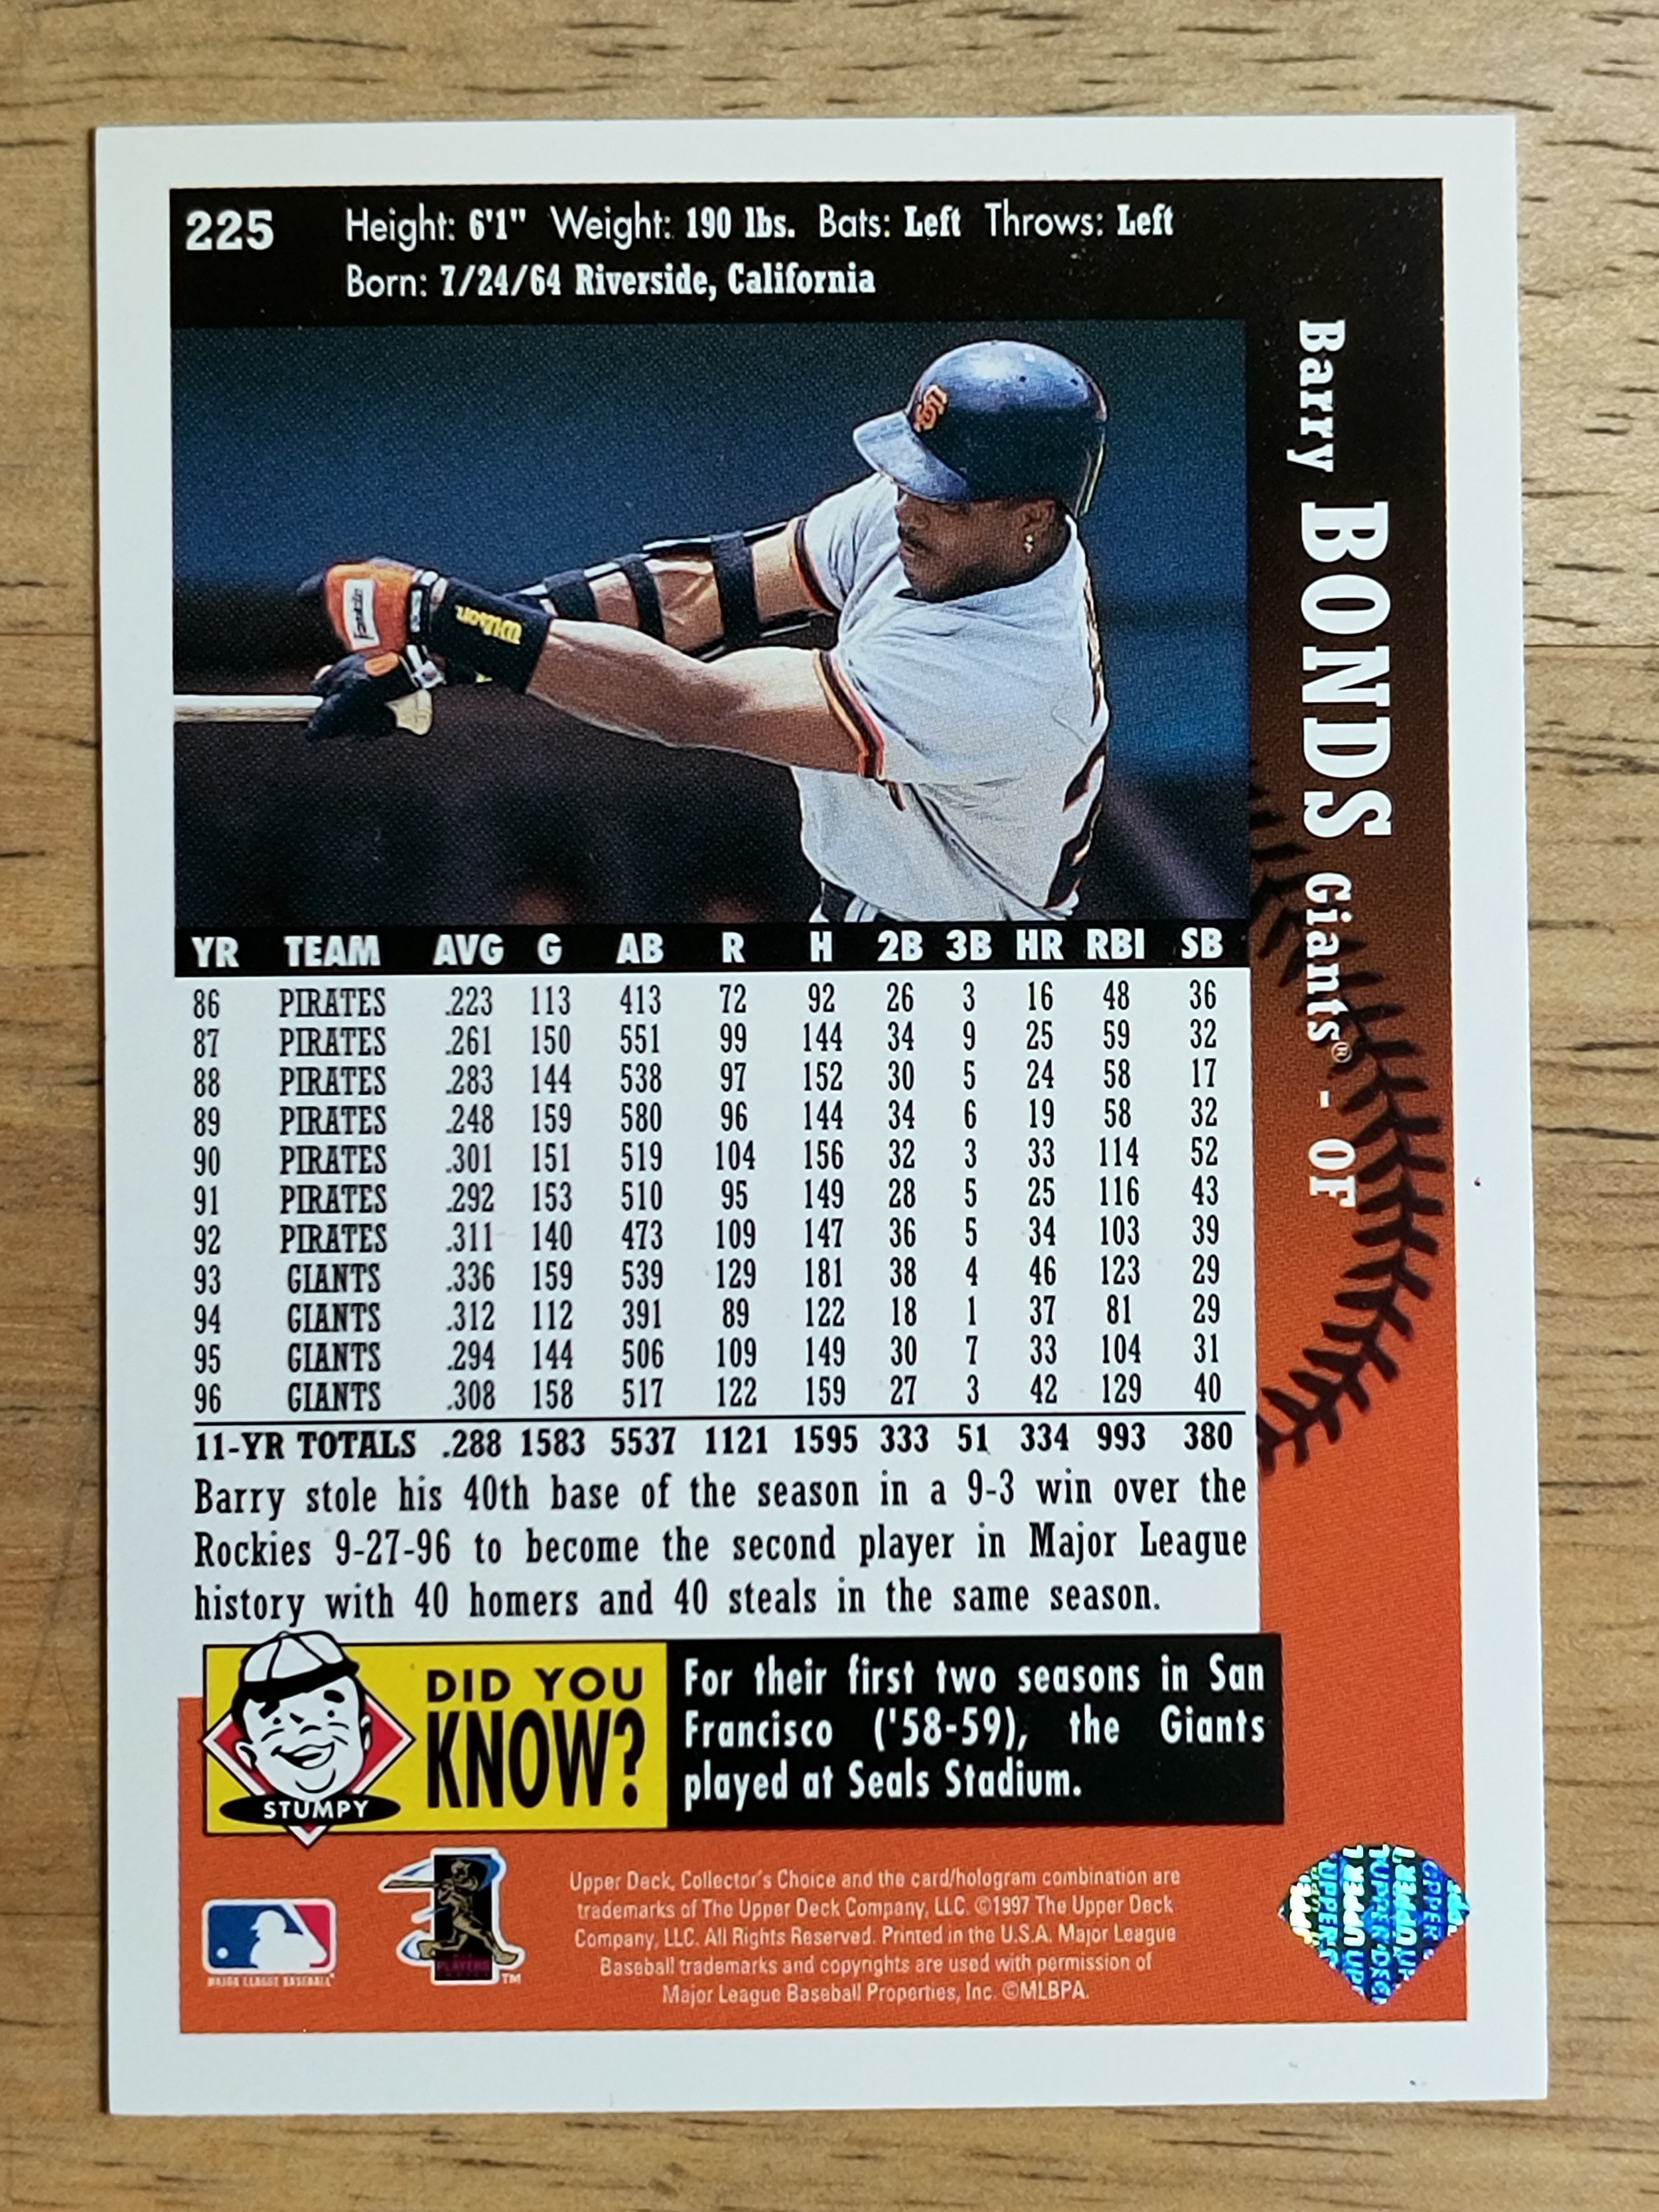 225
Height: 6'1" Weight: 190 lbs. Bats: Left Throws: Left
Born: 7/24/64 Riverside, California
Barry BONDS Giants® - OF
SF
Franklin
Wilson
YR TEAM AVG G AB R H 2B 3B HR RBI SB
86 PIRATES .223 113 413 72 92 26 3 16 48 36
87 PIRATES .261 150 551 99 144 34 9 25 59 32
88 PIRATES .283 144 538 97 152 30 5 24 58 17
89 PIRATES .248 159 580 96 144 34 6 19 58 32
90 PIRATES .301 151 519 104 156 32 3 33 114 52
91 PIRATES .292 153 510 95 149 28 5 25 116 43
92 PIRATES .311 140 473 109 147 36 5 34 103 39
93 GIANTS .336 159 539 129 181 38 4 46 123 29
94 GIANTS .312 112 391 89 122 18 1 37 81 29
95 GIANTS .294 144 506 109 149 30 7 33 104 31
96 GIANTS .308 158 517 122 159 27 3 42 129 40
11-YR TOTALS .288 1583 5537 1121 1595 333 51 334 993 380
Barry stole his 40th base of the season in a 9-3 win over the
Rockies 9-27-96 to become the second player in Major League
history with 40 homers and 40 steals in the same season.
DID YOU
KNOW?
STUMPY
For their first two seasons in San
Francisco ('58-59), the Giants
played at Seals Stadium.
MAJOR LEAGUE BASEBALL
PLAYERS
TM
Upper Deck, Collector's Choice and the card/hologram combination are
trademarks of The Upper Deck Company, LLC. ©1997 The Upper Deck
Company, LLC. All Rights Reserved. Printed in the U.S.A. Major League
Baseball trademarks and copyrights are used with permission of
Major League Baseball Properties, Inc. ©MLBPA.
UPPER DECK